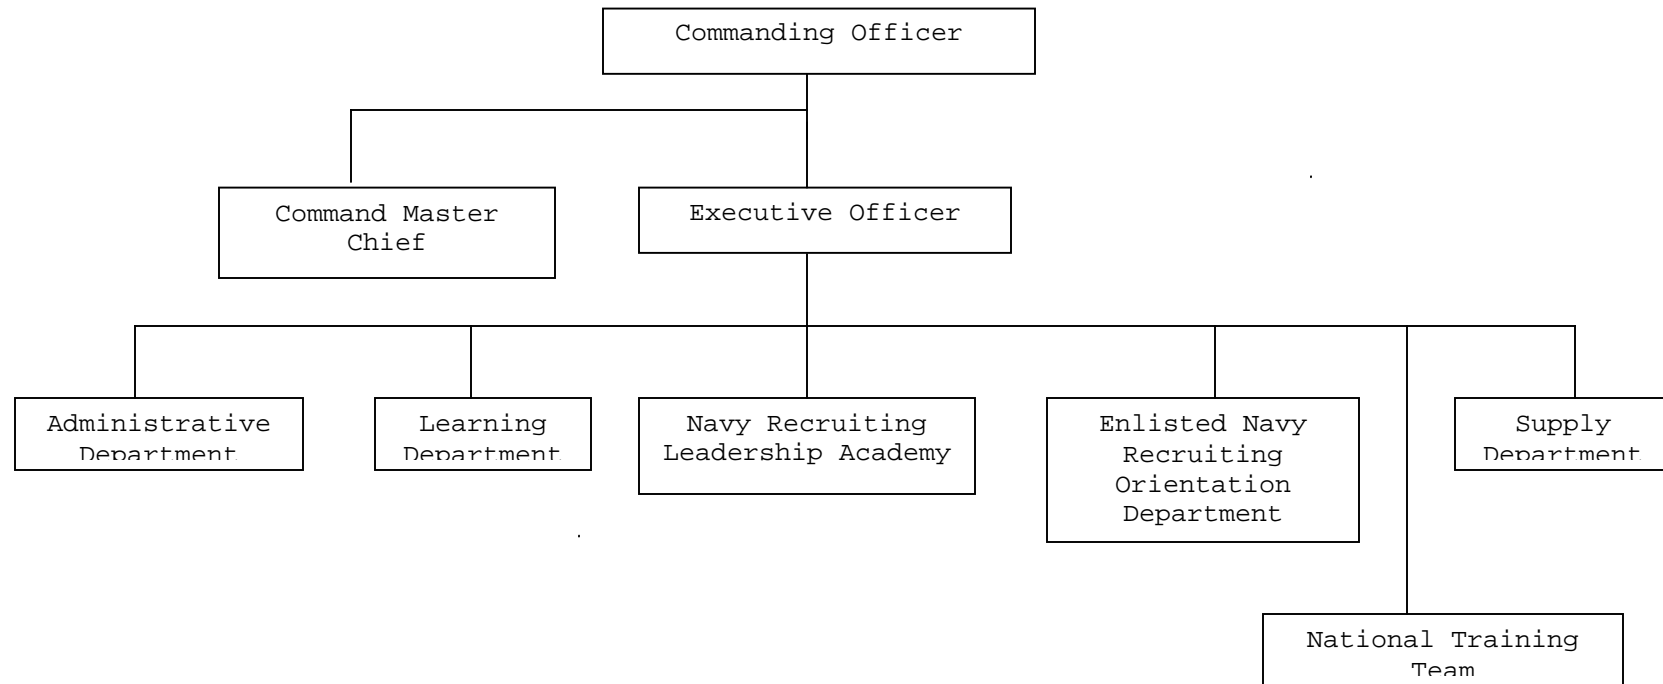 Commanding Officer
Command Master
Chief
Executive Officer
Administrative
Department
Learning
Department
Navy Recruiting
Leadership Academy
Enlisted Navy
Recruiting
Orientation
Department
Supply
Department
National Training
Team